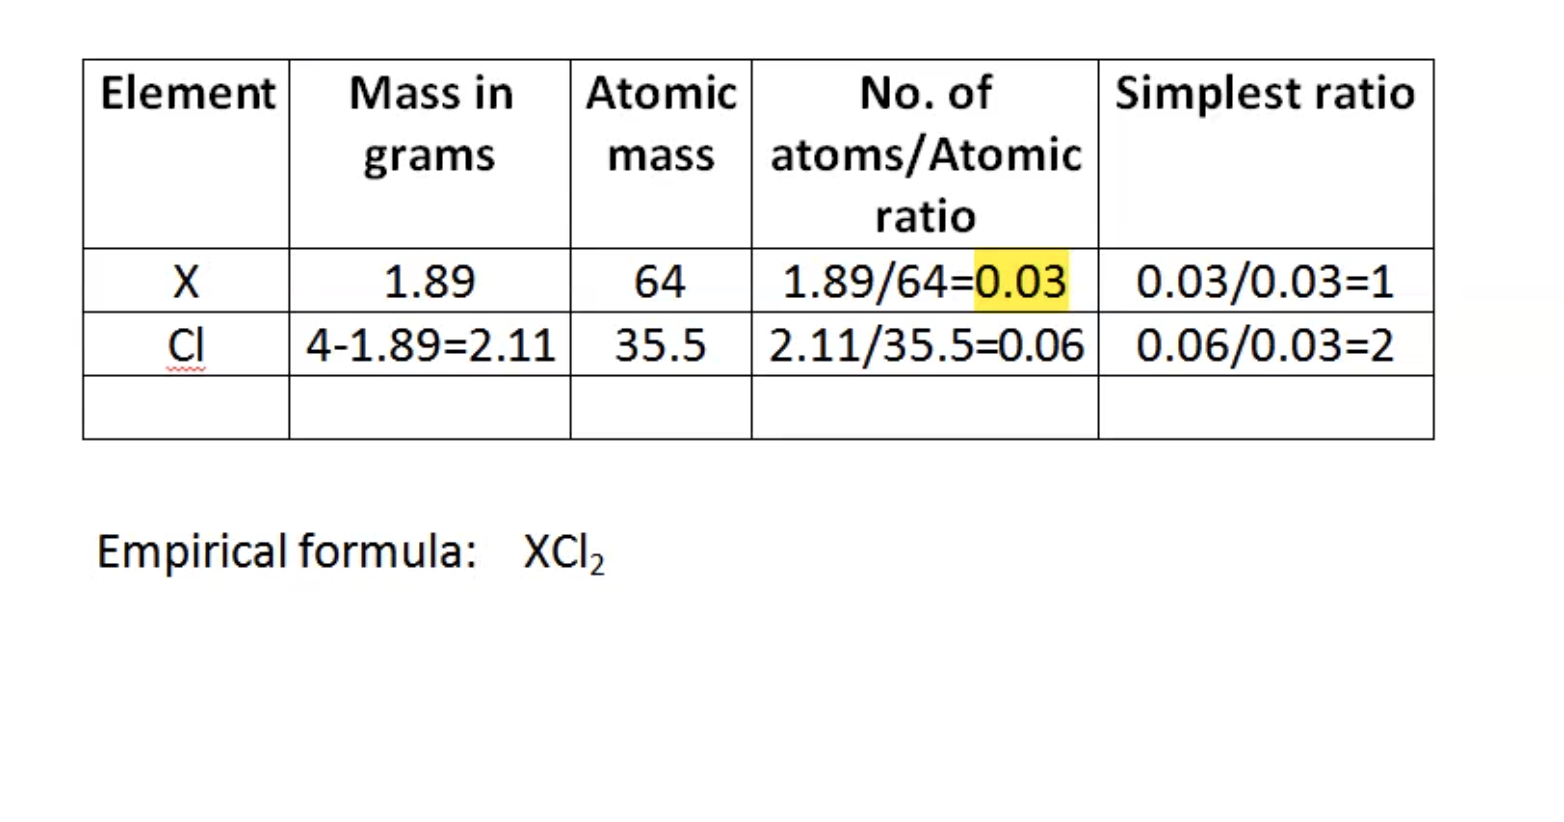 Element Mass in grams Atomic mass No. of atoms/Atomic ratio Simplest ratio
X 1.89 64 1.89/64=0.03 0.03/0.03=1
Cl 4-1.89=2.11 35.5 2.11/35.5=0.06 0.06/0.03=2
Empirical formula: XCl₂